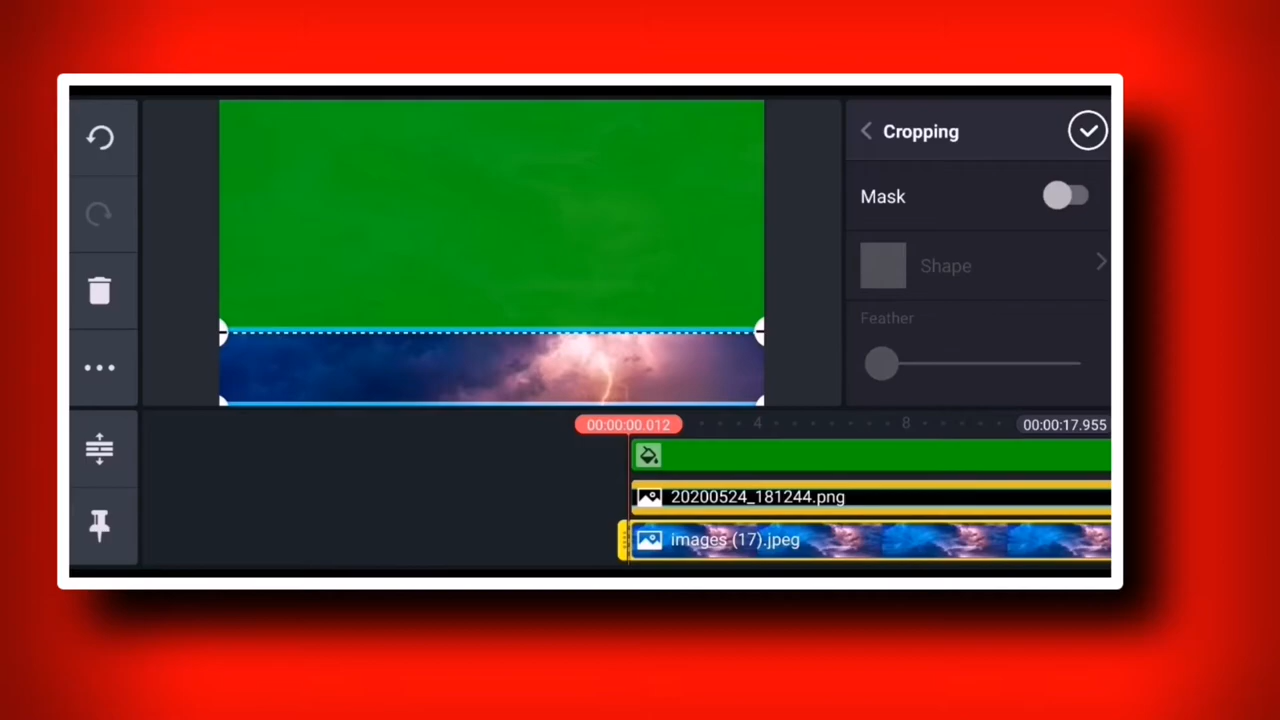 Cropping
Mask
Shape
Feather
00:00:00.012
4
8
00:00:17.955
20200524_181244.png
images (17).jpeg